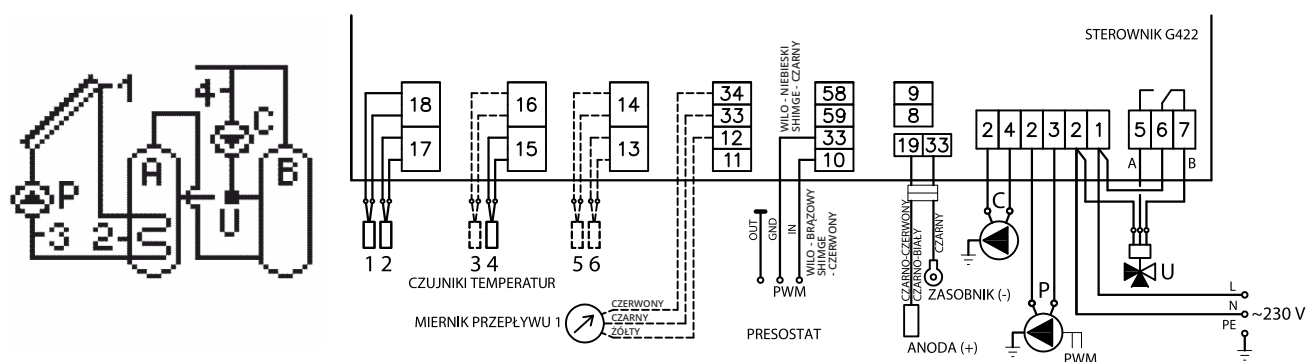 1
4
C
A
B
P
U
3
2
STEROWNIK G422
18
17
16
15
14
13
34
33
12
11
WILO - NIEBIESKI
SHIMGE - CZARNY
58
59
33
10
9
8
19 33
2 4 2 3 2 1
5 6 7
A B
1 2
3 4
5 6
CZUJNIKI TEMPERATUR
MIERNIK PRZEPŁYWU 1
CZERWONY
CZARNY
ŻÓŁTY
OUT
GND
IN
WILO - BRĄZOWY
SHIMGE
- CZERWONY
PWM
PRESOSTAT
CZARNO-CZERWONY
CZARNO-BIAŁY
CZARNY
ZASOBNIK (-)
ANODA (+)
C
P
PWM
U
L
N
PE
~230 V